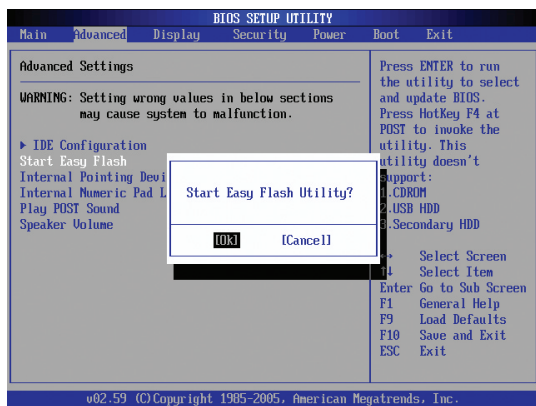 BIOS SETUP UTILITY
Main Advanced Display Security Power Boot Exit
Advanced Settings
WARNING: Setting wrong values in below sections
may cause system to malfunction.
▶ IDE Configuration
Start Easy Flash
Internal Pointing Devi
Internal Numeric Pad L
Play POST Sound
Speaker Volume
Start Easy Flash Utility?
[Ok] [Cancel]
Press ENTER to run
the utility to select
and update BIOS.
Press HotKey F4 at
POST to invoke the
utility. This
utility doesn't
support:
1.CDROM
2.USB HDD
3.Secondary HDD
↔ Select Screen
↑↓ Select Item
Enter Go to Sub Screen
F1 General Help
F9 Load Defaults
F10 Save and Exit
ESC Exit
v02.59 (C)Copyright 1985-2005, American Megatrends, Inc.